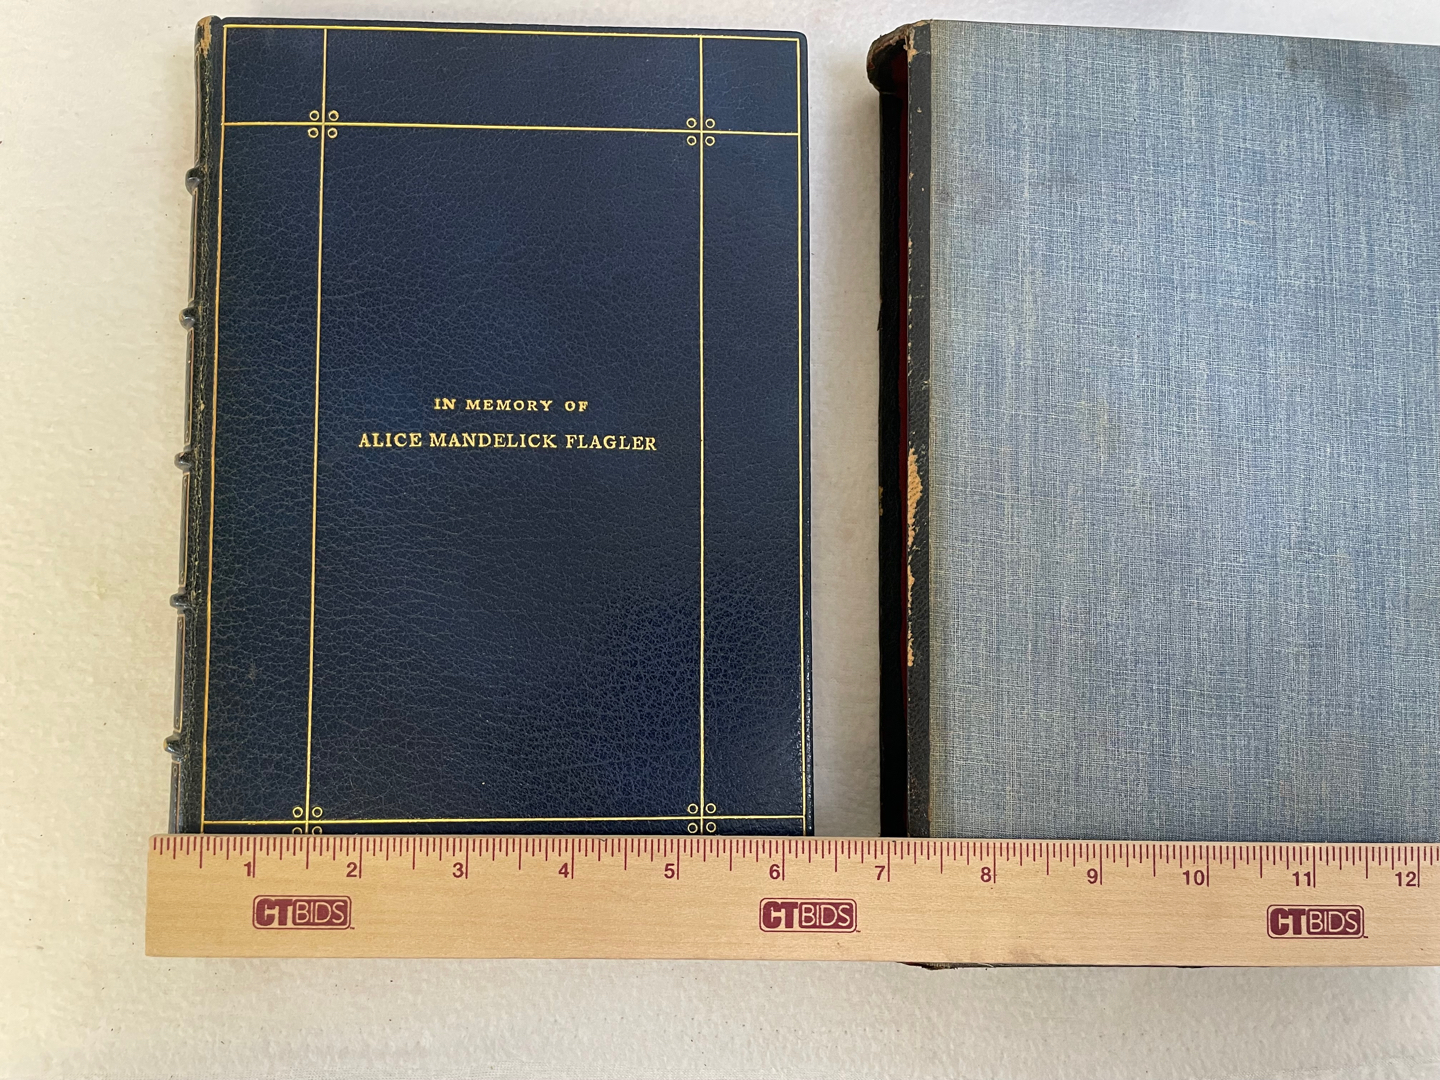 IN MEMORY OF
ALICE MANDELICK FLAGLER
1 2 3 4 5 6 7 8 9 10 11 12
CTBIDS CTBIDS CTBIDS